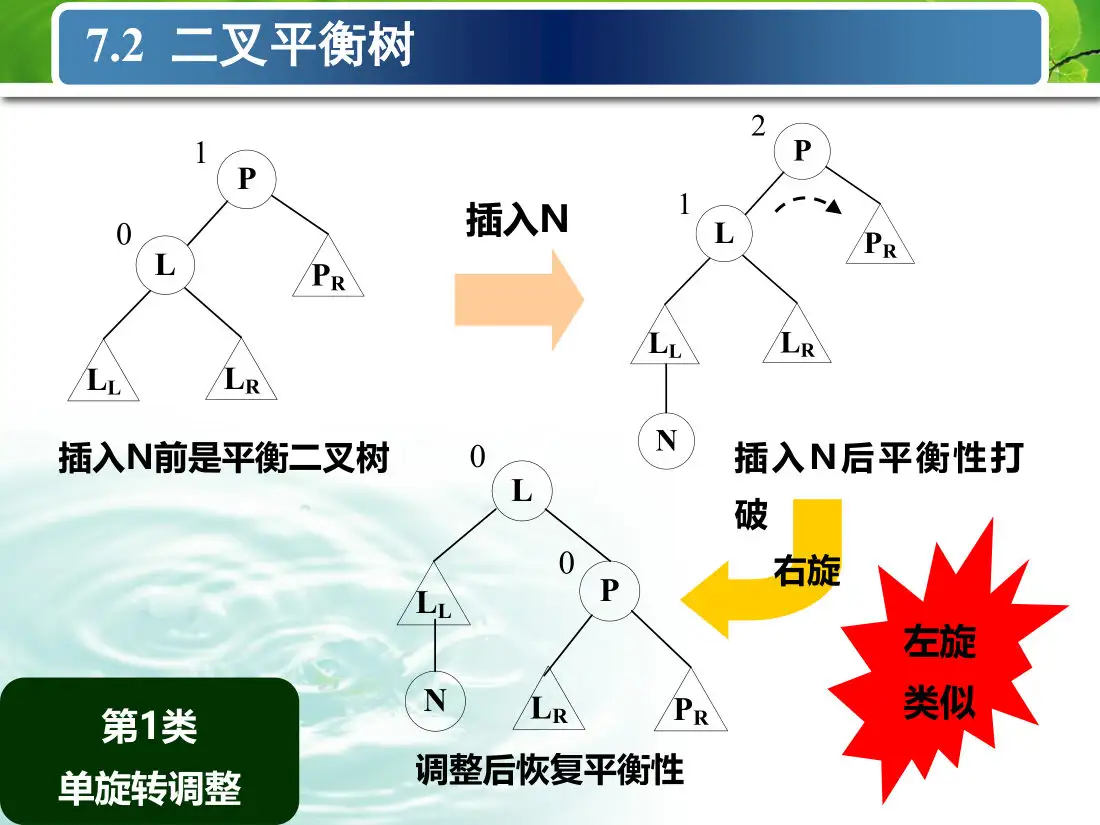 7.2 二叉平衡树
1
P
0
L
PR
LL
LR
插入N前是平衡二叉树
插入N
2
P
1
L
PR
LL
LR
N
插入N后平衡性打
破
右旋
0
L
0
P
LL
N
LR
PR
调整后恢复平衡性
左旋
类似
第1类
单旋转调整